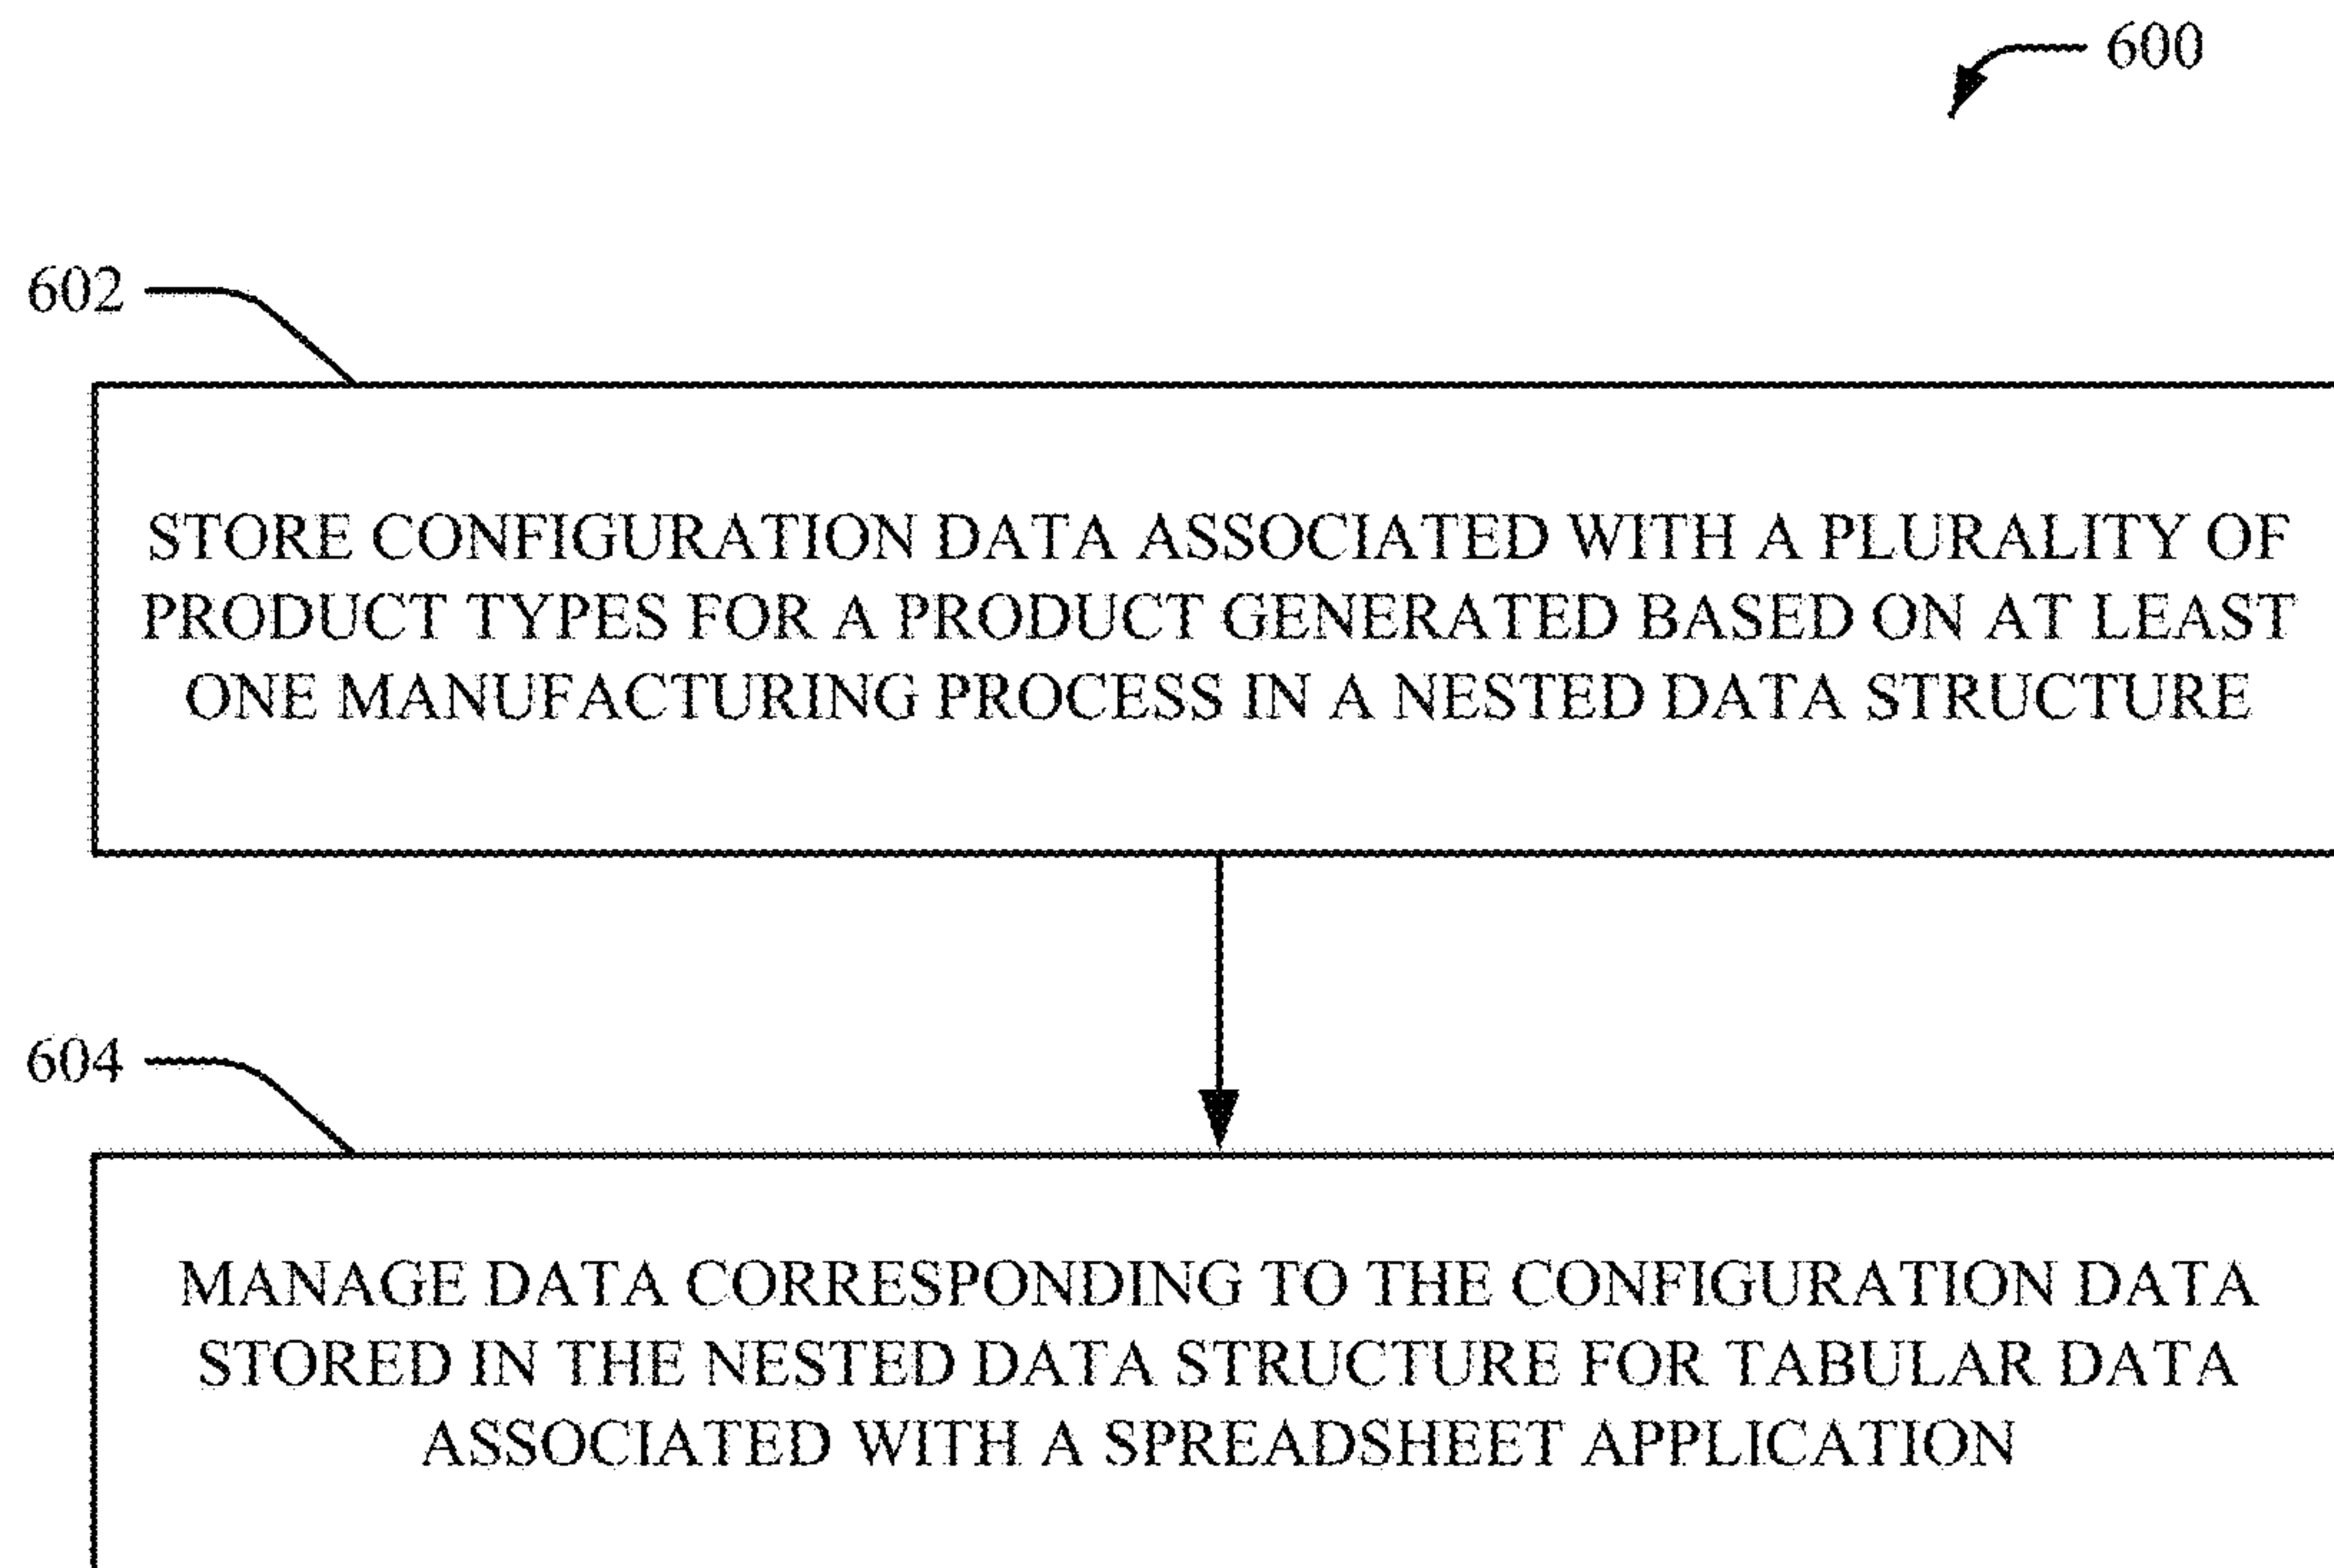 600
602
STORE CONFIGURATION DATA ASSOCIATED WITH A PLURALITY OF
PRODUCT TYPES FOR A PRODUCT GENERATED BASED ON AT LEAST
ONE MANUFACTURING PROCESS IN A NESTED DATA STRUCTURE
604
MANAGE DATA CORRESPONDING TO THE CONFIGURATION DATA
STORED IN THE NESTED DATA STRUCTURE FOR TABULAR DATA
ASSOCIATED WITH A SPREADSHEET APPLICATION